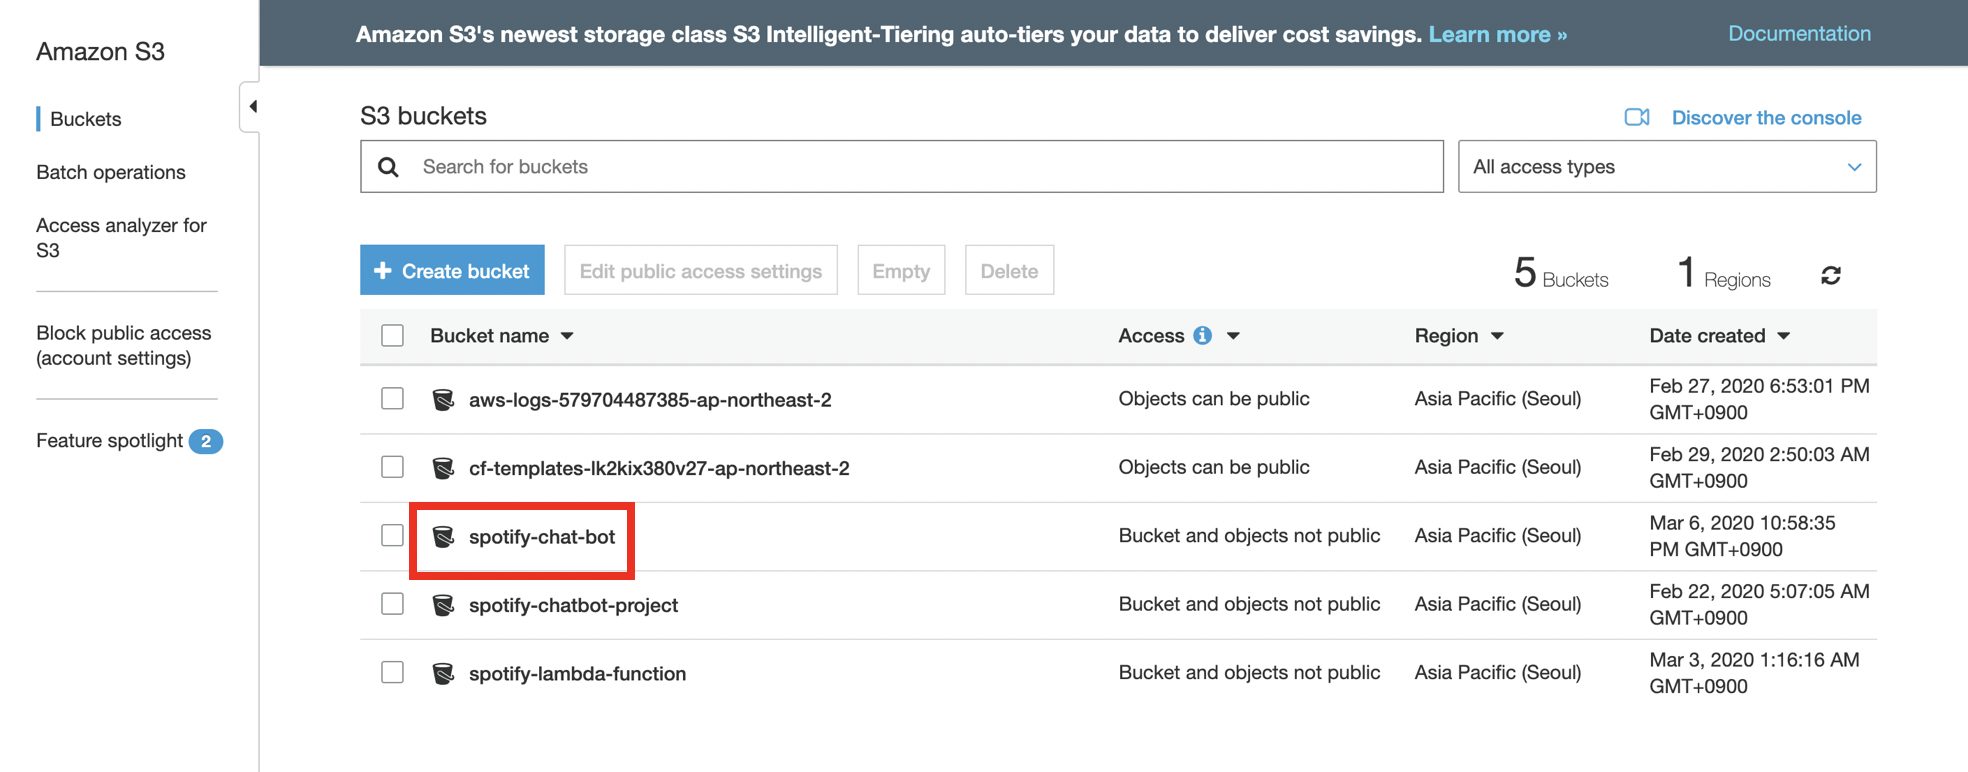 Amazon S3
Buckets
Batch operations
Access analyzer for
S3
Block public access
(account settings)
Feature spotlight 2
Amazon S3's newest storage class S3 Intelligent-Tiering auto-tiers your data to deliver cost savings. Learn more » Documentation
S3 buckets Discover the console
Search for buckets All access types
Create bucket Edit public access settings Empty Delete 5 Buckets 1 Regions
Bucket name Access Region Date created
aws-logs-579704487385-ap-northeast-2 Objects can be public Asia Pacific (Seoul) Feb 27, 2020 6:53:01 PM
GMT+0900
cf-templates-lk2kix380v27-ap-northeast-2 Objects can be public Asia Pacific (Seoul) Feb 29, 2020 2:50:03 AM
GMT+0900
spotify-chat-bot Bucket and objects not public Asia Pacific (Seoul) Mar 6, 2020 10:58:35
PM GMT+0900
spotify-chatbot-project Bucket and objects not public Asia Pacific (Seoul) Feb 22, 2020 5:07:05 AM
GMT+0900
spotify-lambda-function Bucket and objects not public Asia Pacific (Seoul) Mar 3, 2020 1:16:16 AM
GMT+0900